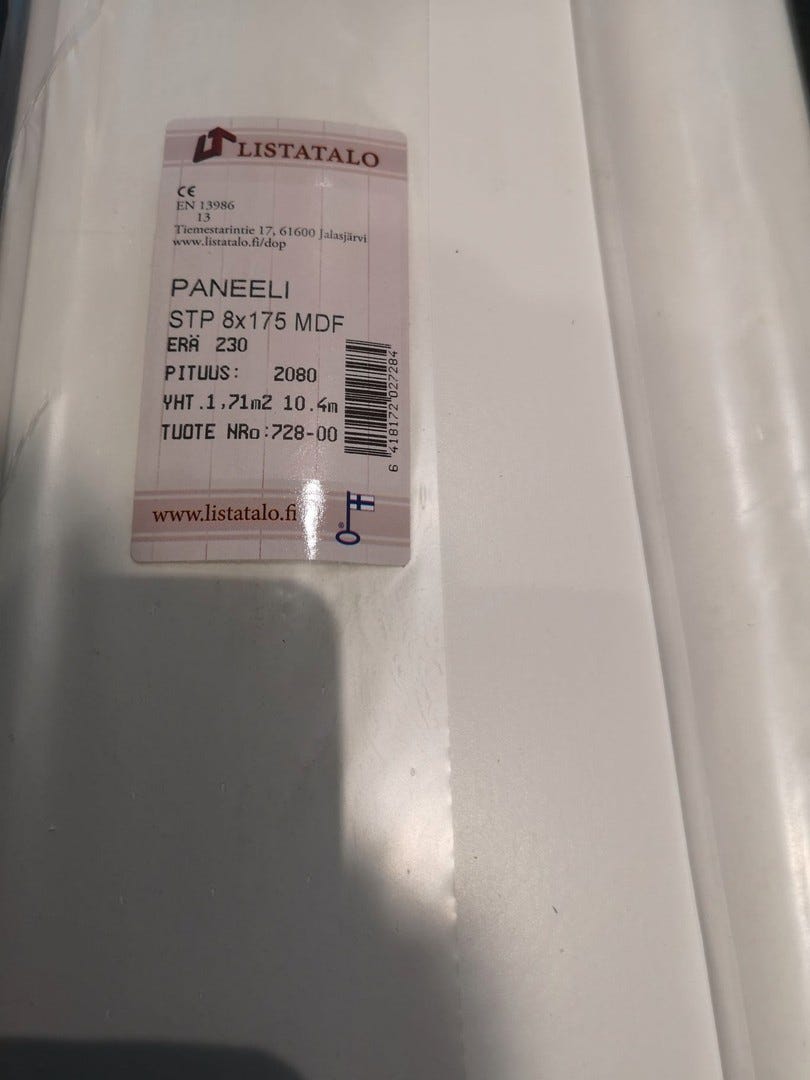 LISTATALO
CE
EN 13986
13
Tiemestarintie 17, 61600 Jalasjärvi
www.listatalo.fi/dop
PANEELI
STP 8x175 MDF
ERÄ 230
PITUUS: 2080
YHT.1,71m2 10.4m
TUOTE NRo:728-00
6 418172 027284
www.listatalo.fi
®